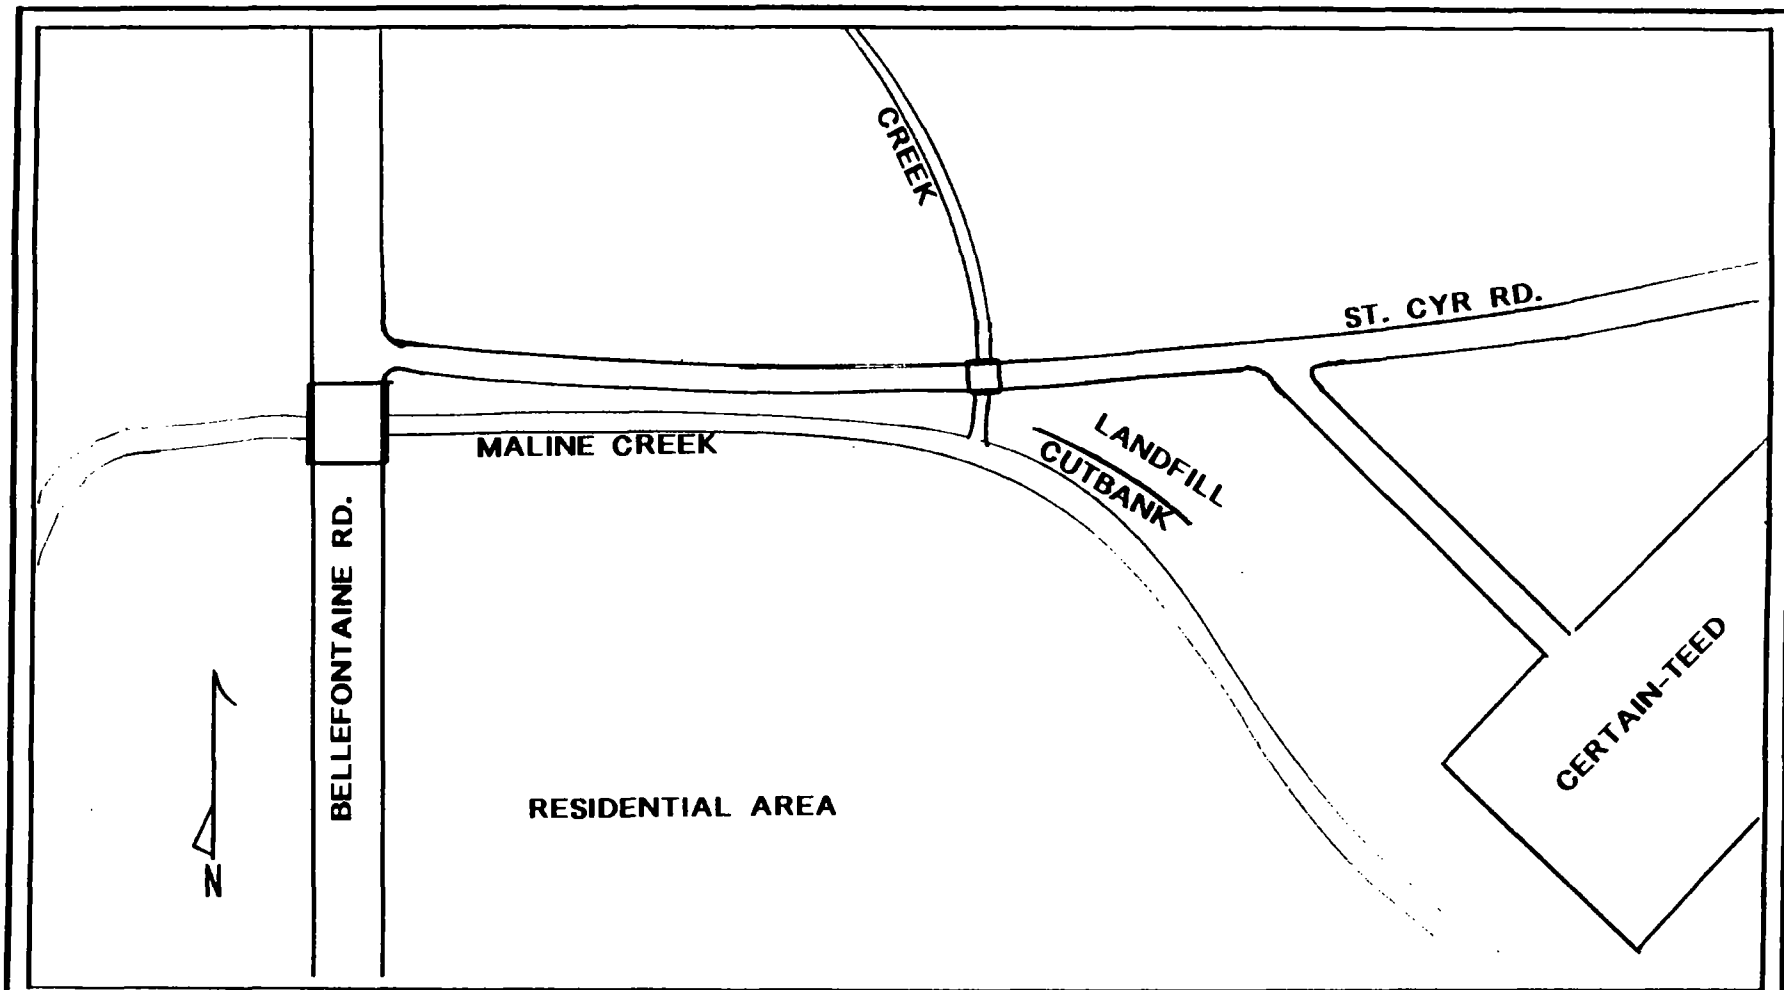 CREEK
ST. CYR RD.
MALINE CREEK
LANDFILL
CUTBANK
BELLEFONTAINE RD.
CERTAIN-TEED
RESIDENTIAL AREA
N